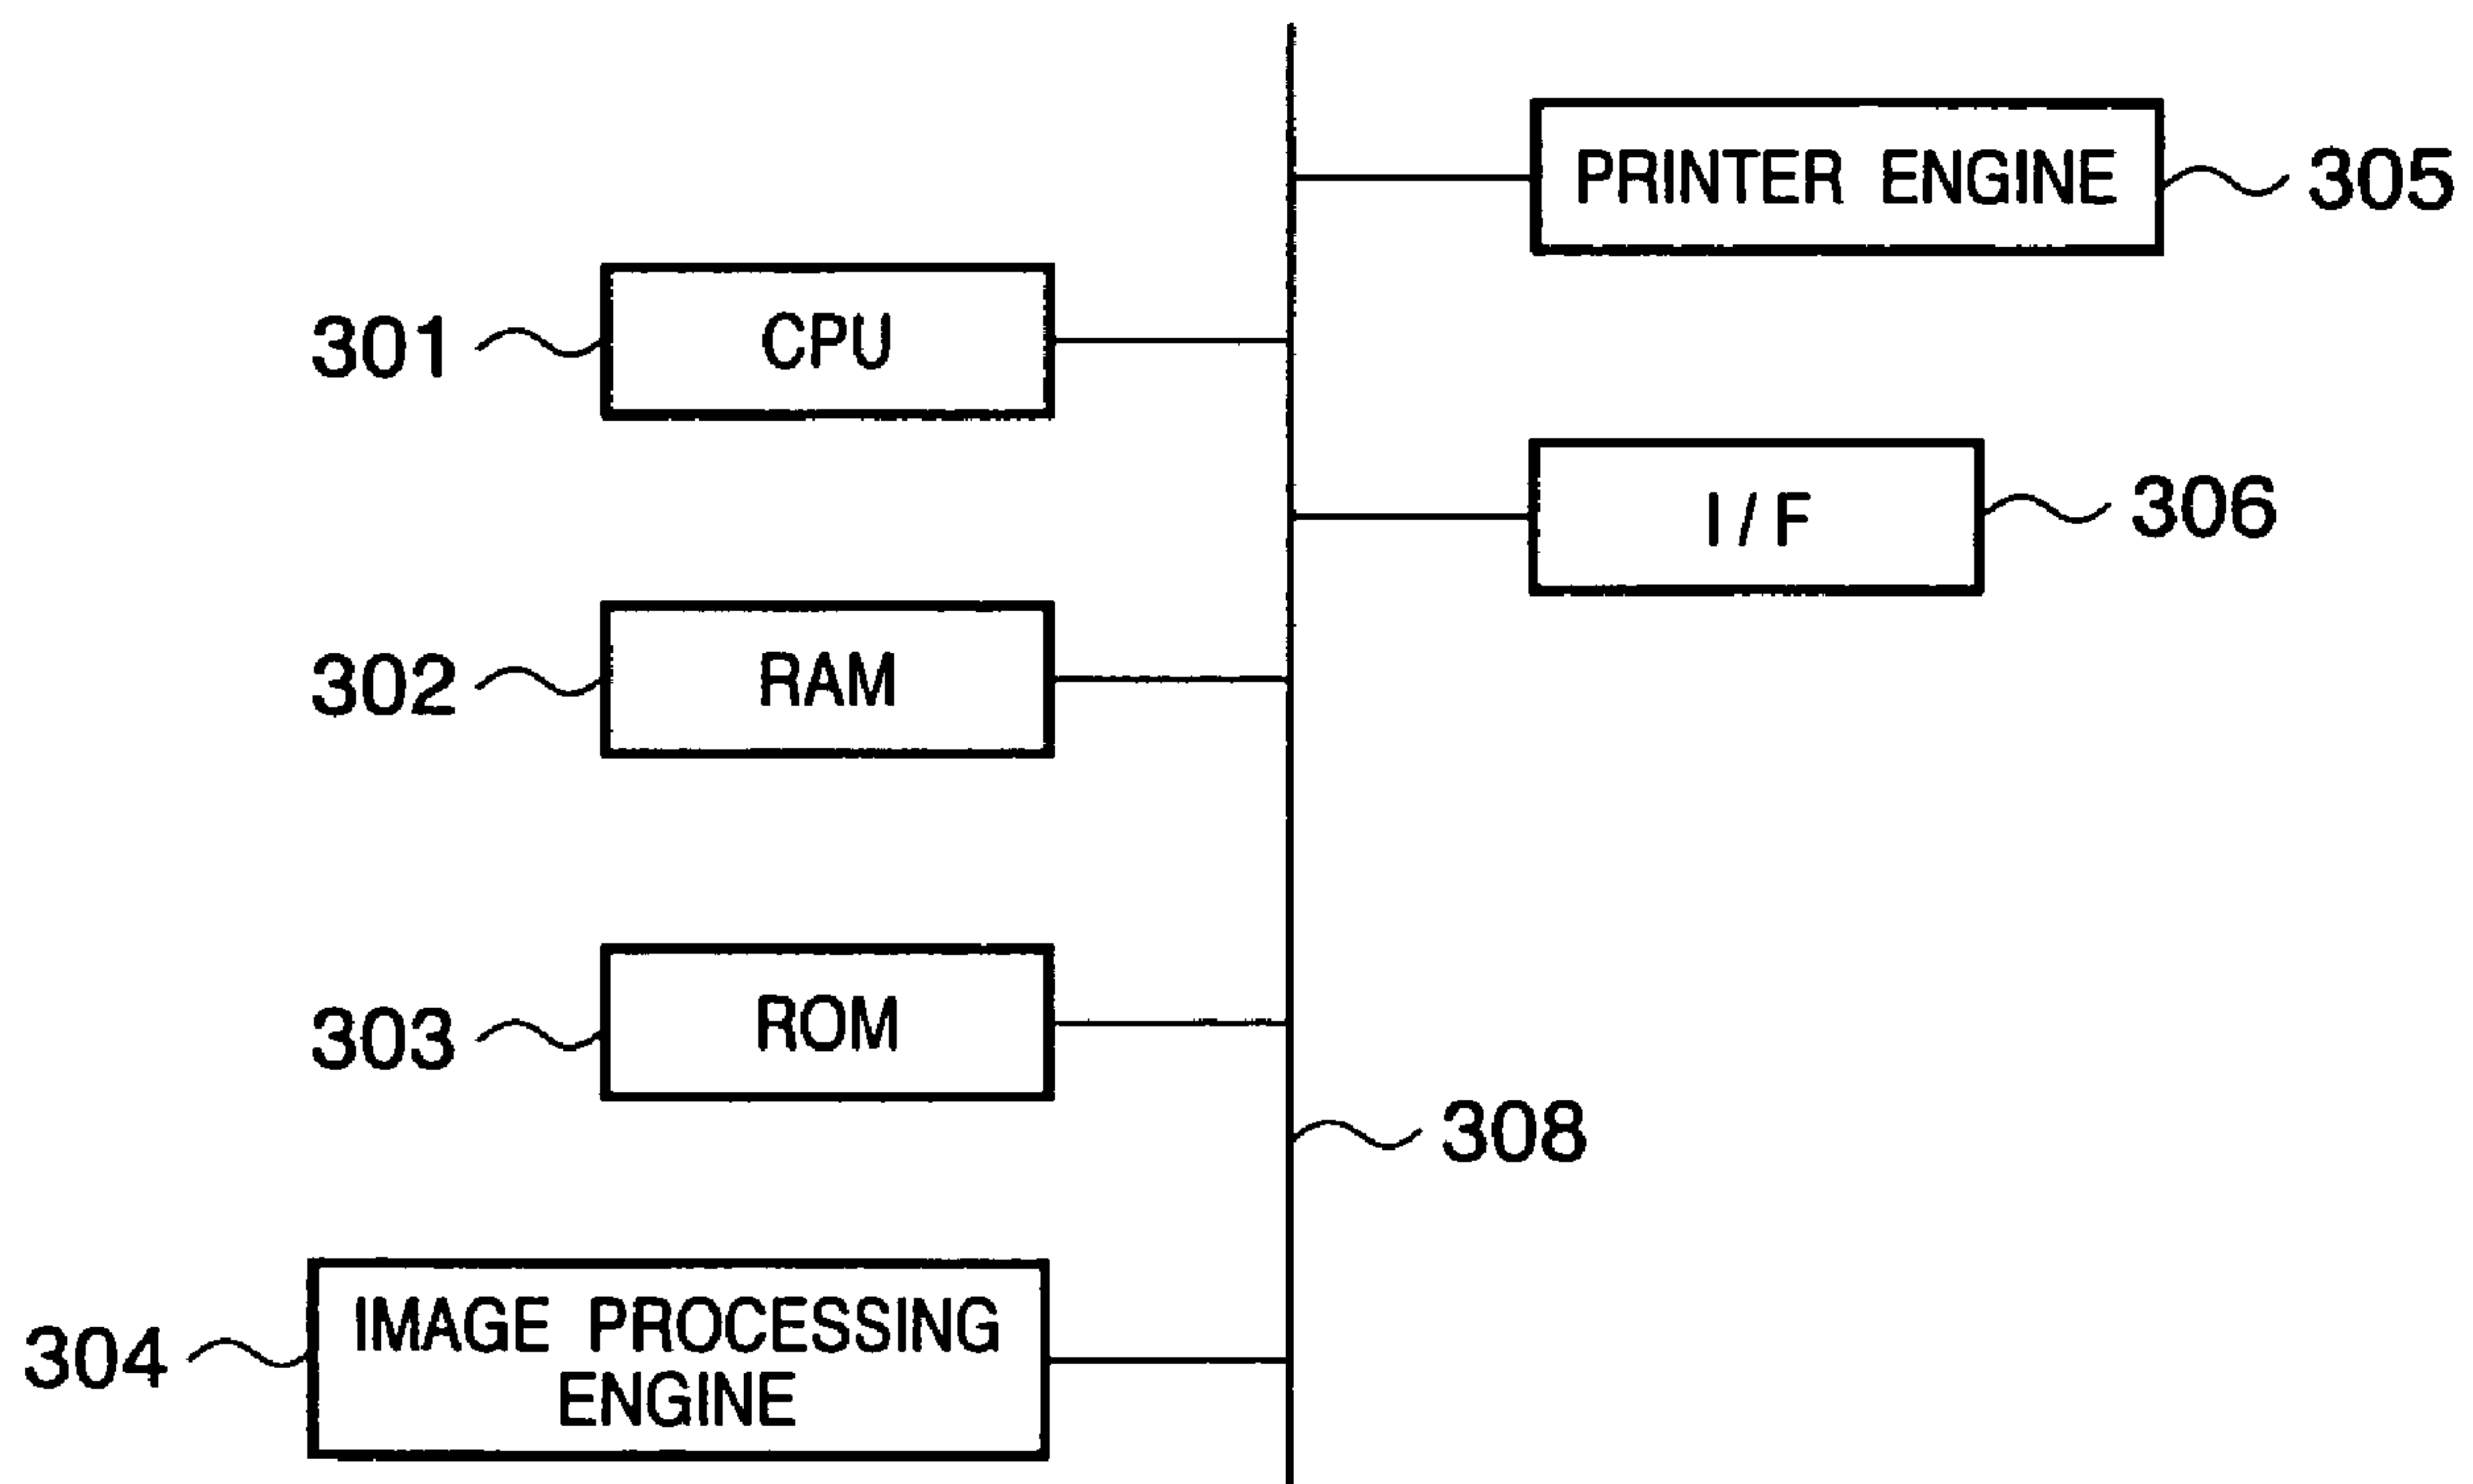 PRINTER ENGINE
305
301
CPU
I/F
306
302
RAM
303
ROM
308
304
IMAGE PROCESSING
ENGINE